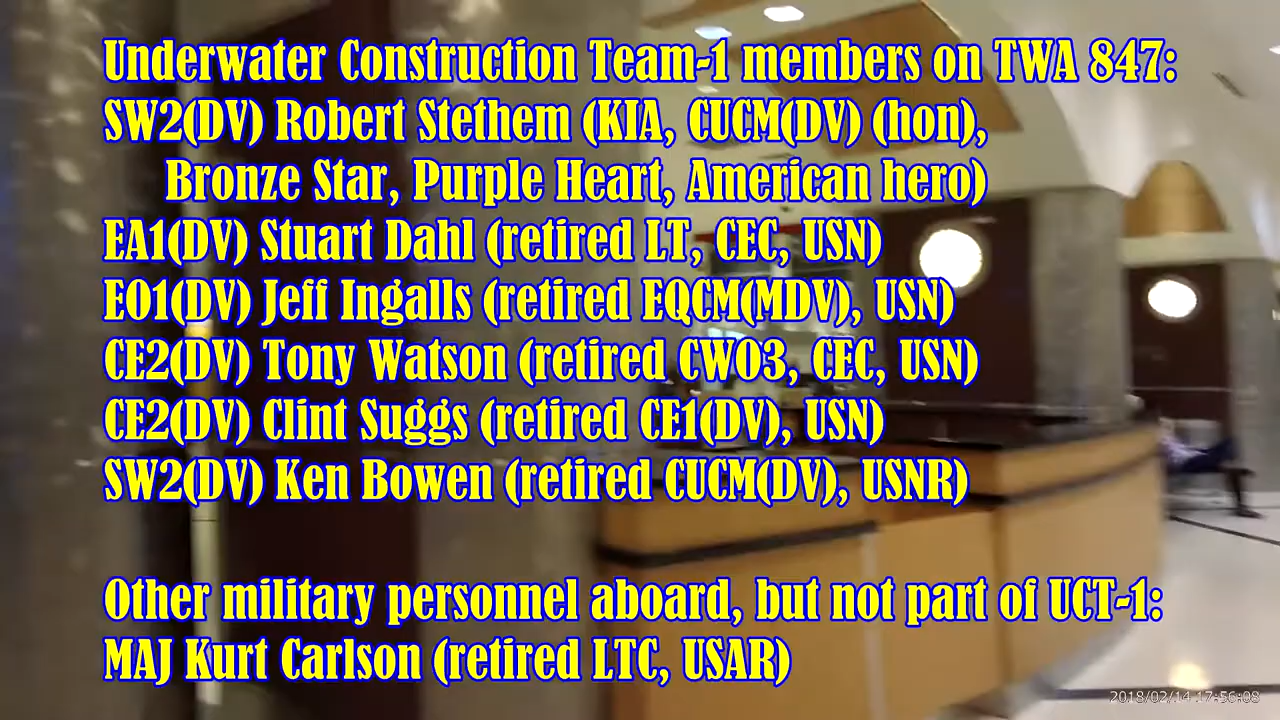 Underwater Construction Team-1 members on TWA 847:
SW2(DV) Robert Stethem (KIA, CUCM(DV) (hon),
Bronze Star, Purple Heart, American hero)
EA1(DV) Stuart Dahl (retired LT, CEC, USN)
EO1(DV) Jeff Ingalls (retired EQCM(MDV), USN)
CE2(DV) Tony Watson (retired CWO3, CEC, USN)
CE2(DV) Clint Suggs (retired CE1(DV), USN)
SW2(DV) Ken Bowen (retired CUCM(DV), USNR)
Other military personnel aboard, but not part of UCT-1:
MAJ Kurt Carlson (retired LTC, USAR)
2018/02/14 17:56:08